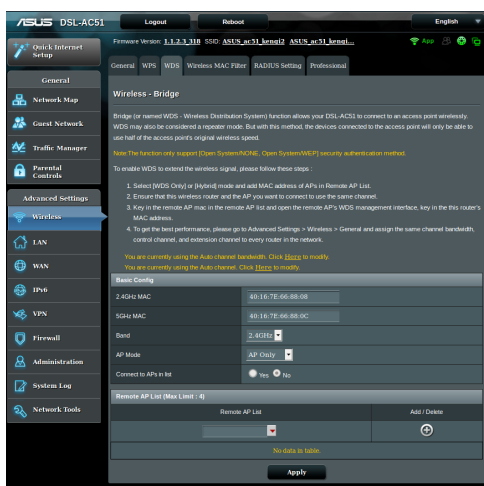 ASUS DSL-AC51
Logout
Reboot
English
Quick Internet Setup
Firmware Version: 1.1.2.3_318 SSID: ASUS_ac51_kengi2 ASUS_ac51_kengi...
App
General WPS WDS Wireless MAC Filter RADIUS Setting Professional
General
Network Map
Guest Network
Traffic Manager
Parental Controls
Advanced Settings
Wireless
LAN
WAN
IPv6
VPN
Firewall
Administration
System Log
Network Tools
Wireless - Bridge
Bridge (or named WDS - Wireless Distribution System) function allows your DSL-AC51 to connect to an access point wirelessly.
WDS may also be considered a repeater mode. But with this method, the devices connected to the access point will only be able to
use half of the access point's original wireless speed.
Note:The function only support [Open System/NONE, Open System/WEP] security authentication method.
To enable WDS to extend the wireless signal, please follow these steps :
1. Select [WDS Only] or [Hybrid] mode and add MAC address of APs in Remote AP List.
2. Ensure that this wireless router and the AP you want to connect to use the same channel.
3. Key in the remote AP mac in the remote AP list and open the remote AP's WDS management interface, key in the this router's
MAC address.
4. To get the best performance, please go to Advanced Settings > Wireless > General and assign the same channel bandwidth,
control channel, and extension channel to every router in the network.
You are currently using the Auto channel bandwidth. Click Here to modify.
You are currently using the Auto channel. Click Here to modify.
Basic Config
2.4GHz MAC 40:16:7E:66:88:08
5GHz MAC 40:16:7E:66:88:0C
Band 2.4GHz
AP Mode AP Only
Connect to APs in list Yes No
Remote AP List (Max Limit : 4)
Remote AP List Add / Delete
No data in table.
Apply